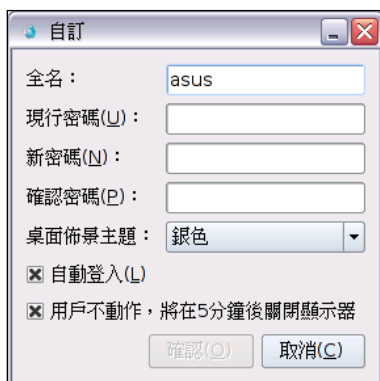 自訂
全名：asus
現行密碼(U)：
新密碼(N)：
確認密碼(P)：
桌面佈景主題：銀色
自動登入(L)
用戶不動作，將在5分鐘後關閉顯示器
確認(O) 取消(C)